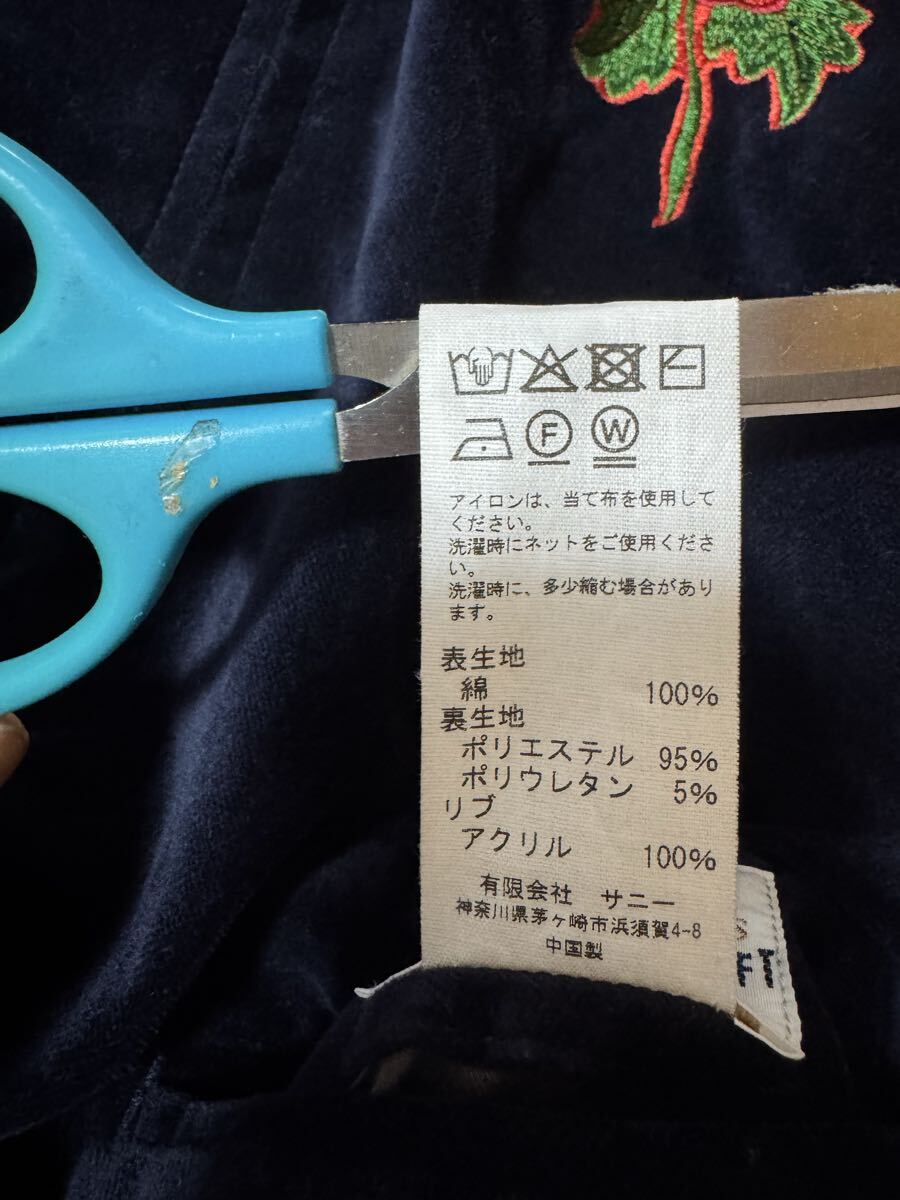 F W
アイロンは、当て布を使用して
ください。
洗濯時にネットをご使用くださ
い。
洗濯時に、多少縮む場合があり
ます。
表生地
綿 100%
裏生地
ポリエステル 95%
ポリウレタン 5%
リブ
アクリル 100%
有限会社 サニー
神奈川県茅ヶ崎市浜須賀4-8
中国製